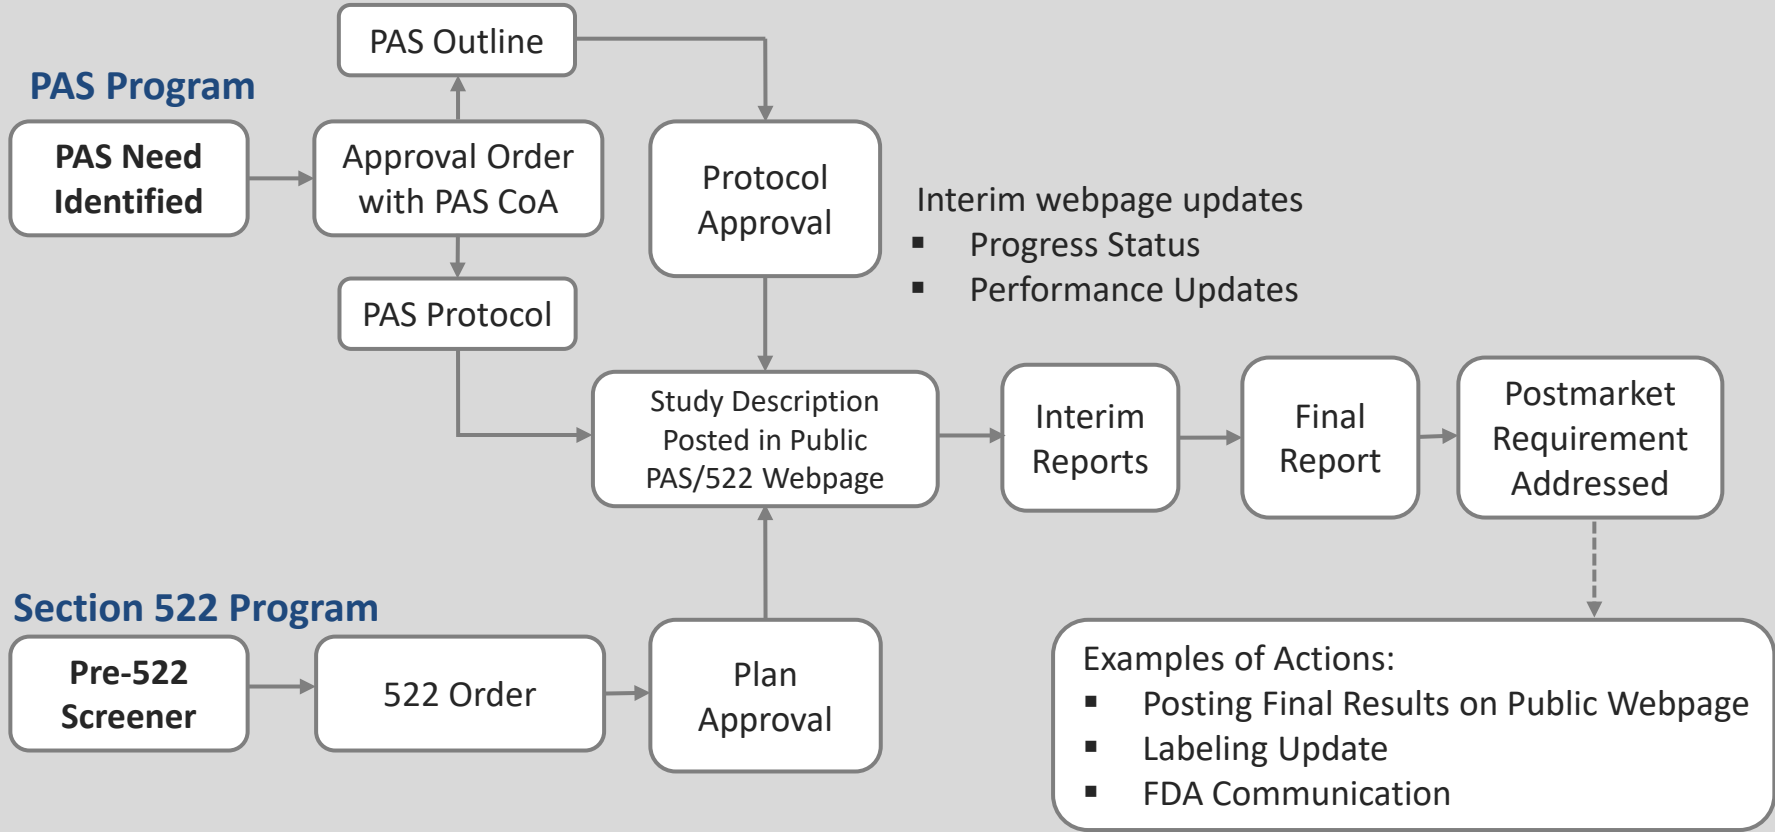 PAS Outline
PAS Program
PAS Need
Identified
Approval Order
with PAS CoA
Protocol
Approval
PAS Protocol
Interim webpage updates
▪ Progress Status
▪ Performance Updates
Study Description
Posted in Public
PAS/522 Webpage
Interim
Reports
Final
Report
Postmarket
Requirement
Addressed
Section 522 Program
Pre-522
Screener
522 Order
Plan
Approval
Examples of Actions:
▪ Posting Final Results on Public Webpage
▪ Labeling Update
▪ FDA Communication